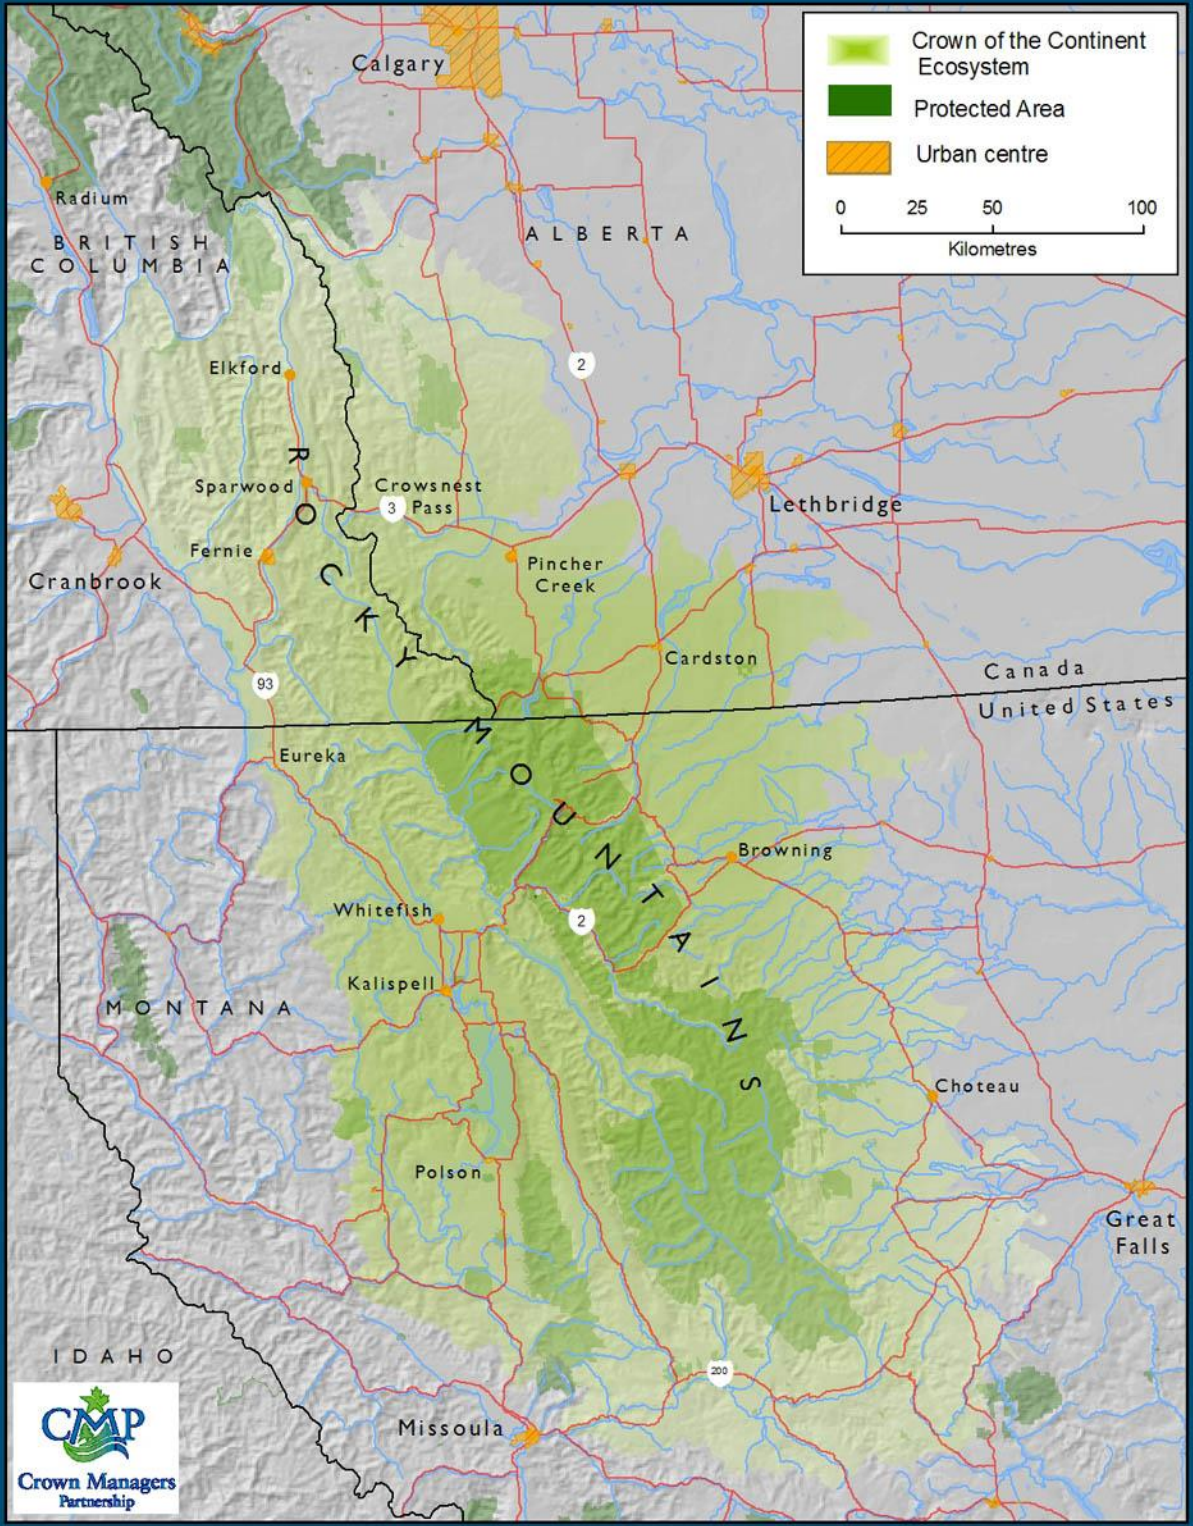 Crown of the Continent
Ecosystem
Protected Area
Urban centre
0 25 50 100
Kilometres
Calgary
Radium
BRITISH
COLUMBIA
ALBERTA
2
Elkford
Sparwood
Crowsnest
Pass
3
Lethbridge
Fernie
Pincher
Creek
Cranbrook
Cardston
93
Canada
United States
ROCKY MOUNTAINS
Eureka
Browning
Whitefish
2
Kalispell
MONTANA
Choteau
Polson
Great
Falls
IDAHO
200
Missoula
CMP
Crown Managers
Partnership